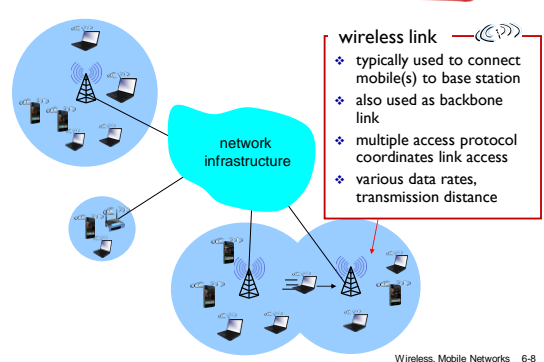 wireless link
❖ typically used to connect
mobile(s) to base station
❖ also used as backbone
link
❖ multiple access protocol
coordinates link access
❖ various data rates,
transmission distance
network
infrastructure
Wireless, Mobile Networks 6-8